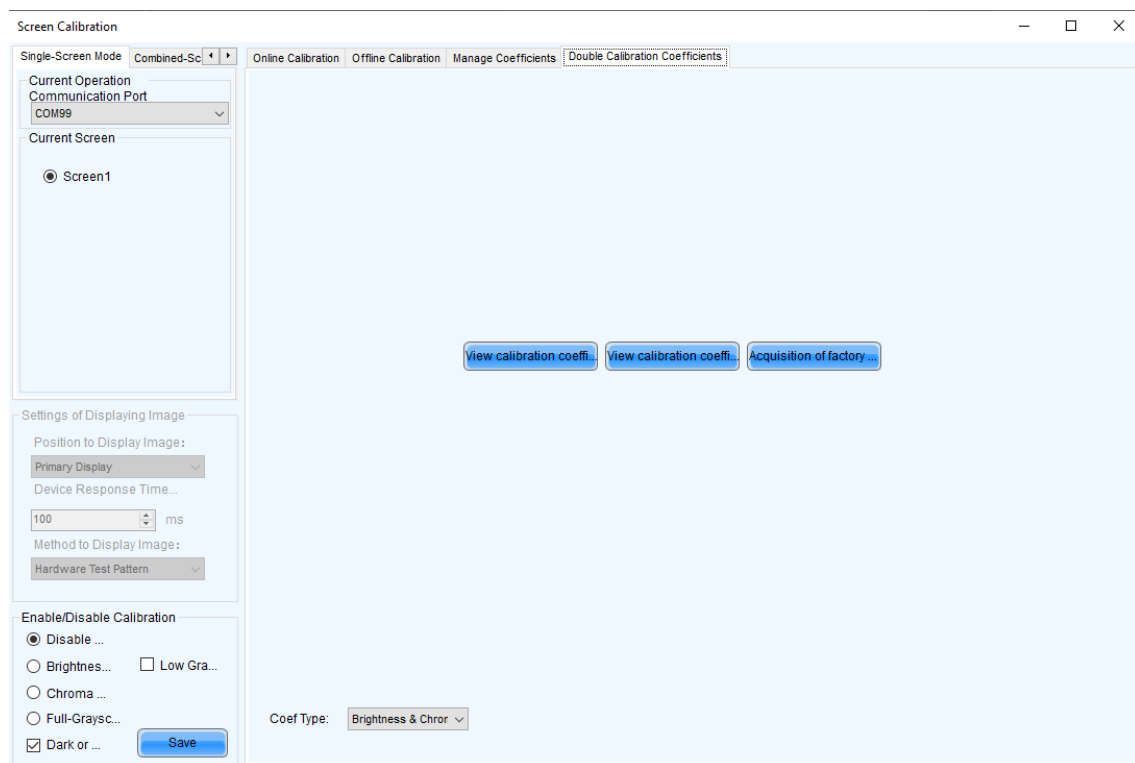 Screen Calibration
Single-Screen Mode
Combined-Sc
Online Calibration
Offline Calibration
Manage Coefficients
Double Calibration Coefficients
Current Operation
Communication Port
COM99
Current Screen
Screen1
View calibration coeffi...
View calibration coeffi...
Acquisition of factory ...
Settings of Displaying Image
Position to Display Image:
Primary Display
Device Response Time...
100
ms
Method to Display Image:
Hardware Test Pattern
Enable/Disable Calibration
Disable ...
Brightnes...
Low Gra...
Chroma ...
Full-Graysc...
Dark or ...
Save
Coef Type:
Brightness & Chror